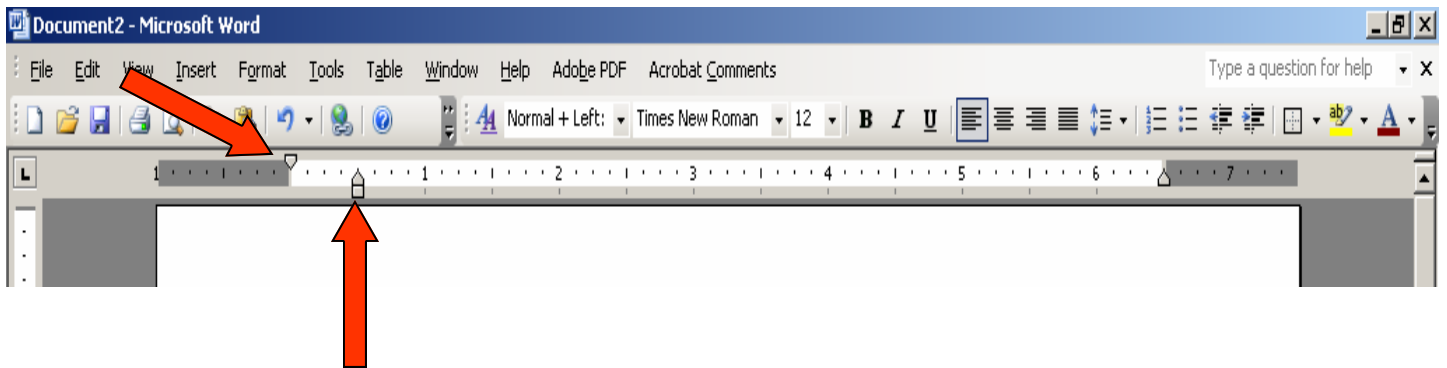 Document2 - Microsoft Word
File Edit View Insert Format Tools Table Window Help Adobe PDF Acrobat Comments Type a question for help
Normal + Left: Times New Roman 12 B I U ab A
L 1 1 2 3 4 5 6 7